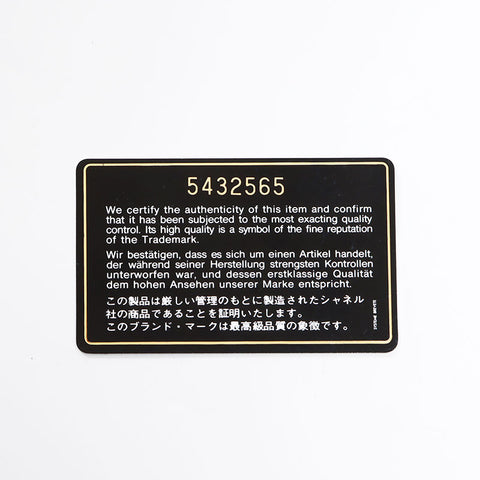 5432565
We certify the authenticity of this item and confirm
that it has been subjected to the most exacting quality
control. Its high quality is a symbol of the fine reputation
of the Trademark.
Wir bestätigen, dass es sich um einen Artikel handelt,
der während seiner Herstellung strengsten Kontrollen
unterworfen war, und dessen erstklassige Qualität
dem hohen Ansehen unserer Marke entspricht.
この製品は厳しい管理のもとに製造されたシャネル
社の商品であることを証明いたします。
このブランド・マークは最高級品質の象徴です。